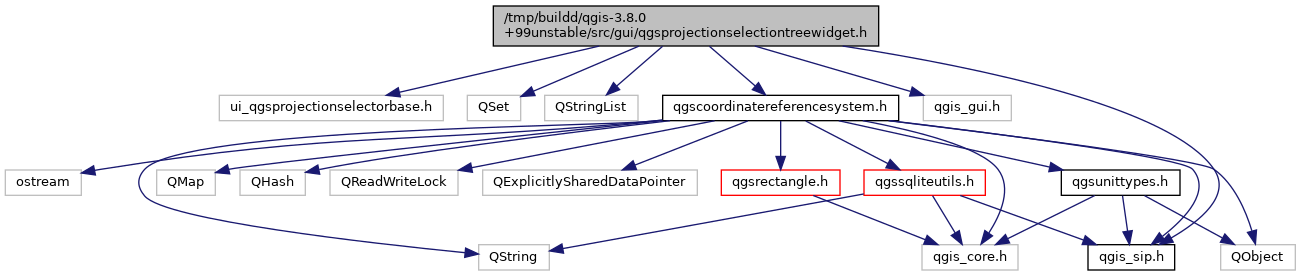 /tmp/buildd/qgis-3.8.0
+99unstable/src/gui/qgsprojectionselectiontreewidget.h
ui_qgsprojectionselectorbase.h
QSet
QStringList
qgscoordinatereferencesystem.h
qgis_gui.h
ostream
QMap
QHash
QReadWriteLock
QExplicitlySharedDataPointer
qgsrectangle.h
qgssqliteutils.h
qgsunittypes.h
QString
qgis_core.h
qgis_sip.h
QObject